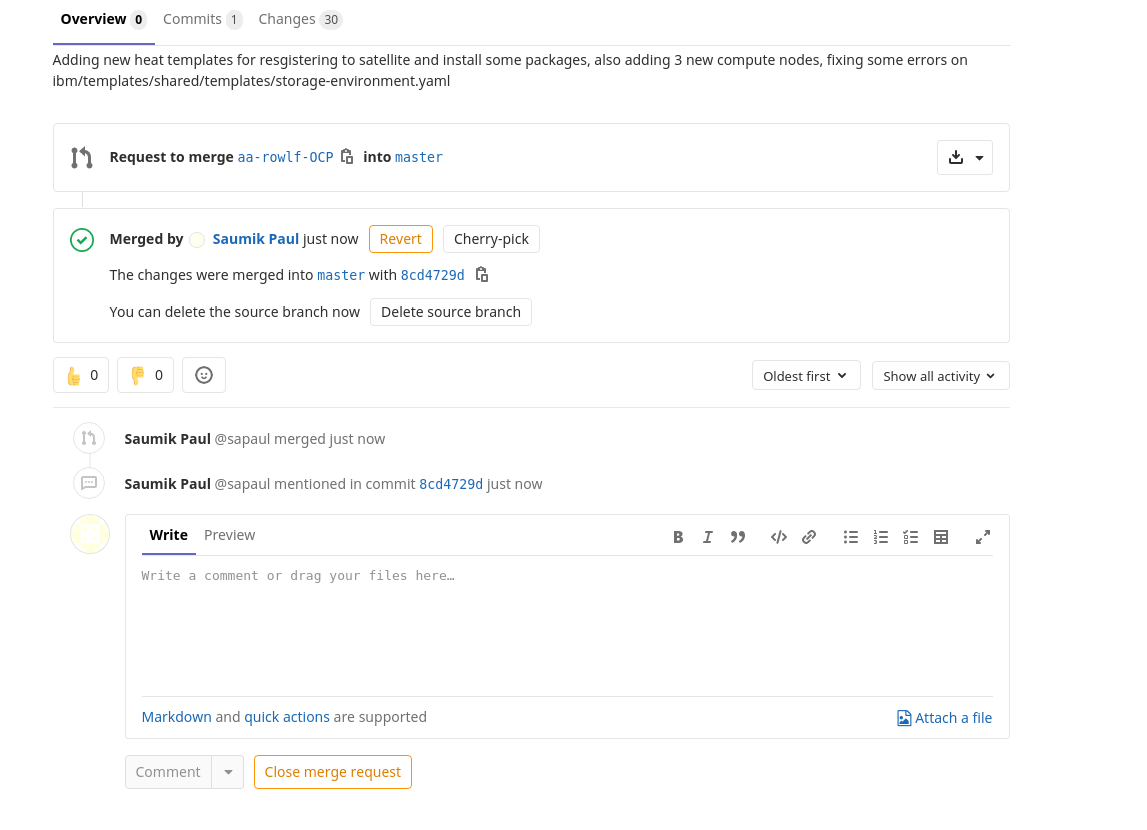 Overview 0 Commits 1 Changes 30
Adding new heat templates for resgistering to satellite and install some packages, also adding 3 new compute nodes, fixing some errors on
ibm/templates/shared/templates/storage-environment.yaml
Request to merge aa-rowlf-OCP into master
Merged by Saumik Paul just now Revert Cherry-pick
The changes were merged into master with 8cd4729d
You can delete the source branch now Delete source branch
0 0 Oldest first Show all activity
Saumik Paul @sapaul merged just now
Saumik Paul @sapaul mentioned in commit 8cd4729d just now
Write Preview
Write a comment or drag your files here…
Markdown and quick actions are supported Attach a file
Comment Close merge request